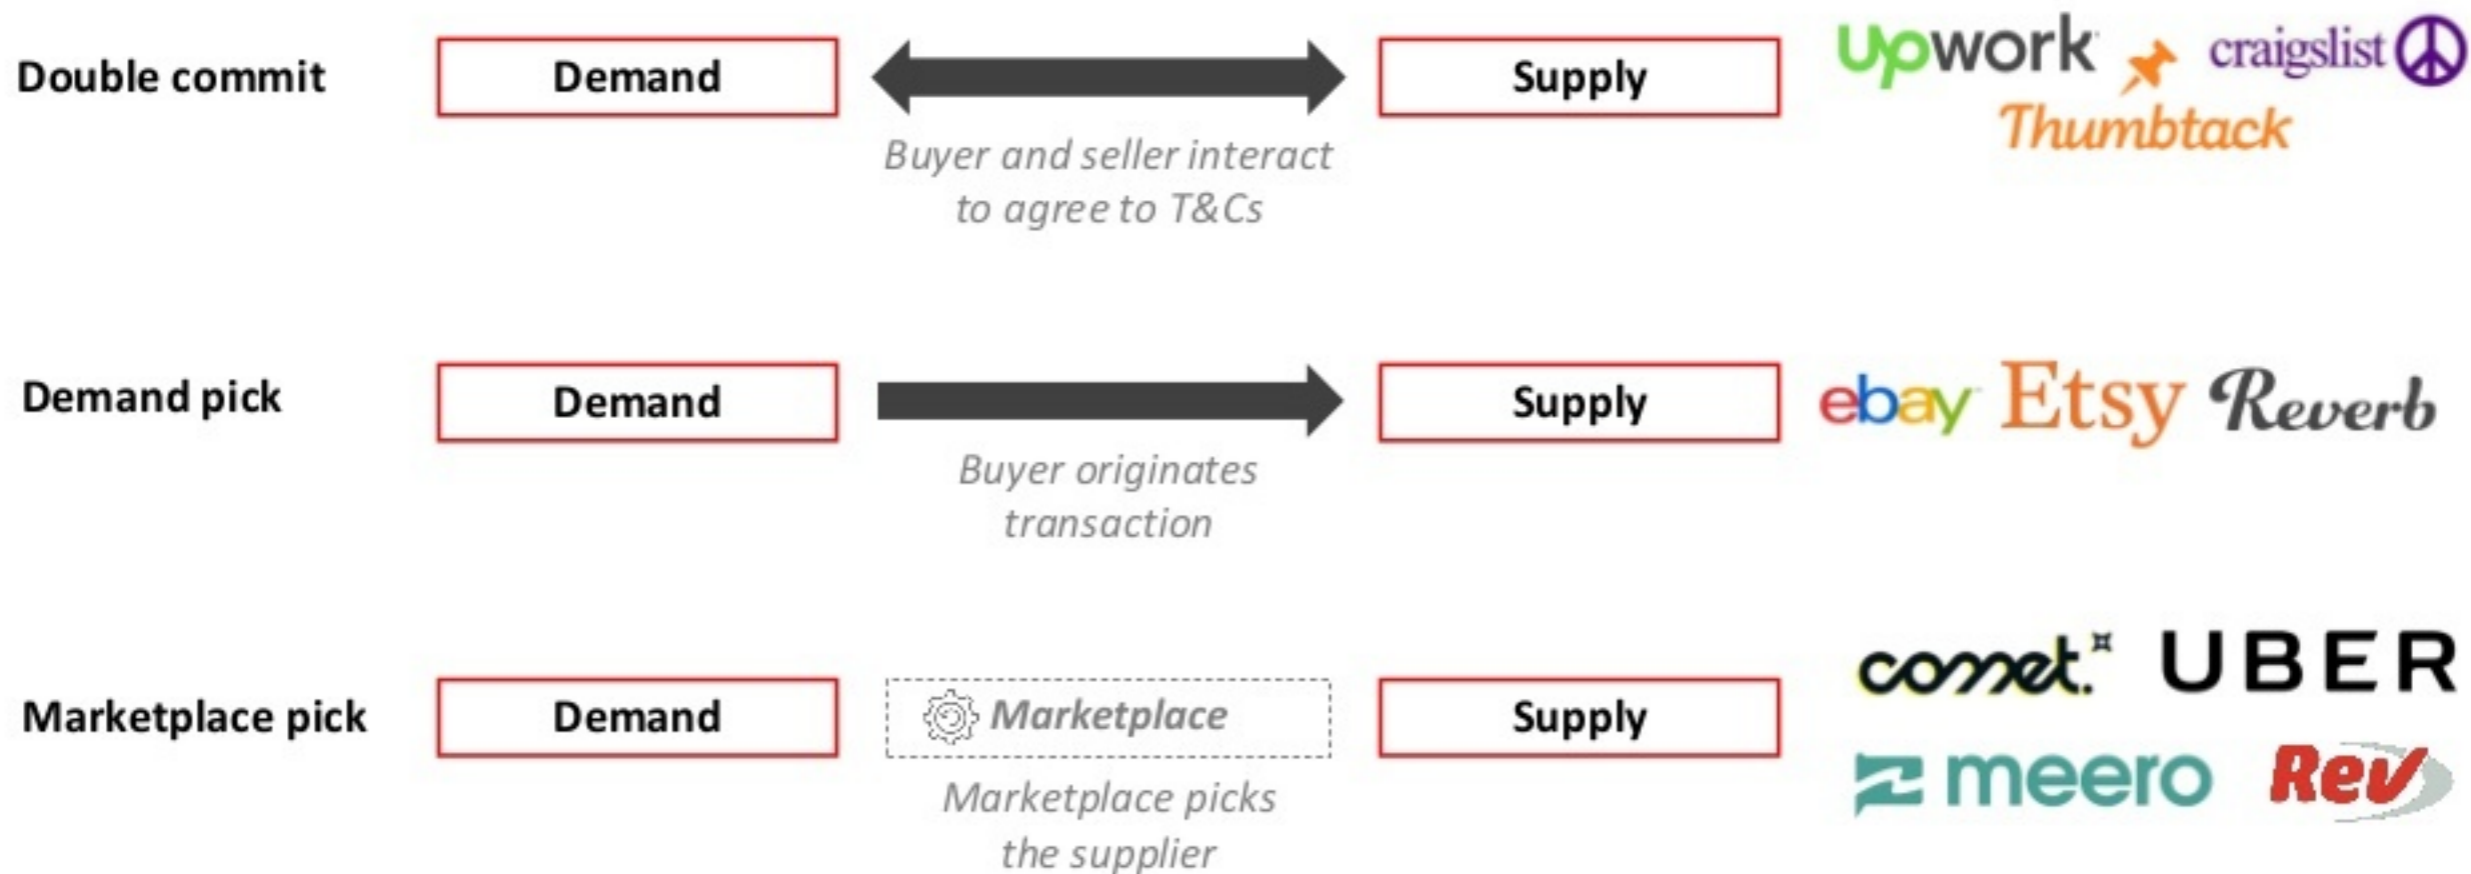 Double commit
Demand
Supply
Upwork
craigslist
Thumbtack
Buyer and seller interact
to agree to T&Cs
Demand pick
Demand
Supply
ebay Etsy Reverb
Buyer originates
transaction
Marketplace pick
Demand
Marketplace
Supply
comet. UBER
meero Rev
Marketplace picks
the supplier